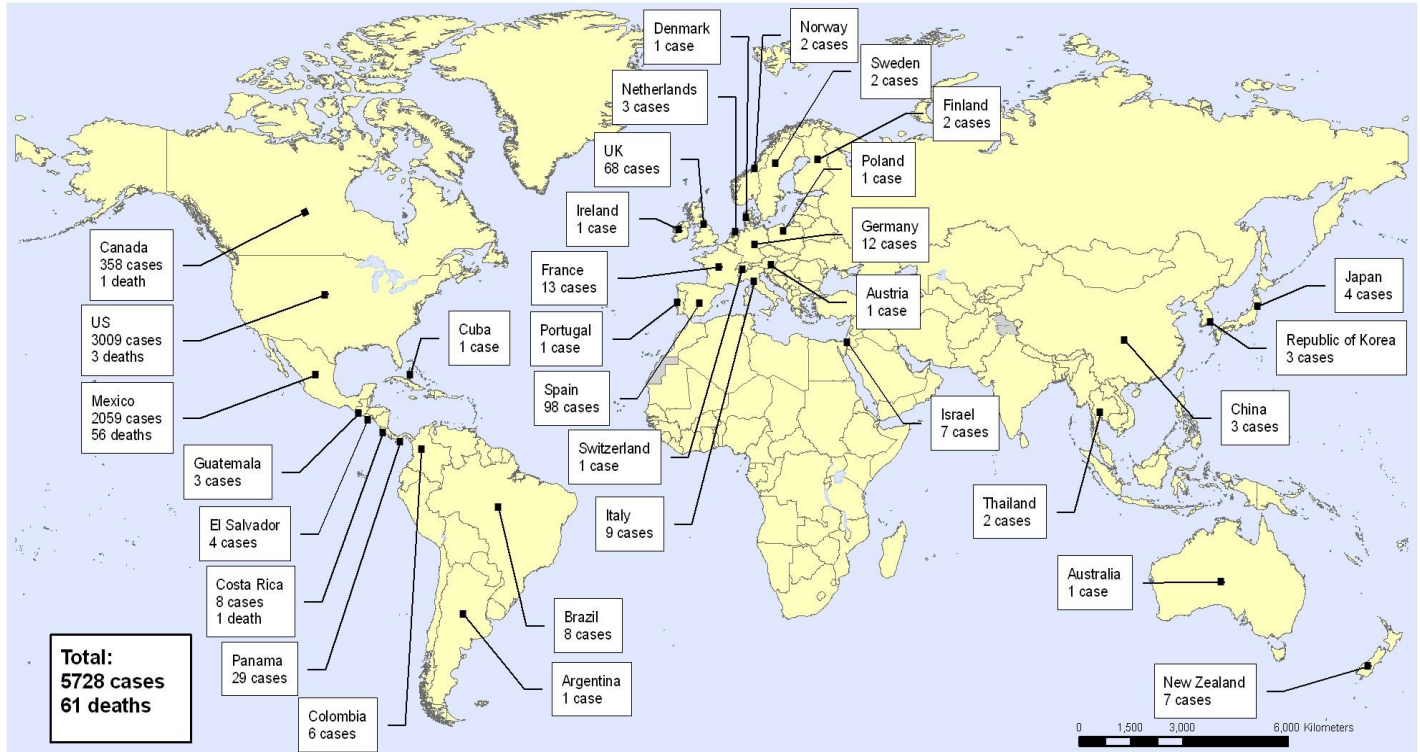 Denmark
1 case
Norway
2 cases
Sweden
2 cases
Netherlands
3 cases
Finland
2 cases
UK
68 cases
Poland
1 case
Ireland
1 case
Germany
12 cases
Canada
358 cases
1 death
France
13 cases
Austria
1 case
Japan
4 cases
US
3009 cases
3 deaths
Cuba
1 case
Portugal
1 case
Republic of Korea
3 cases
Mexico
2059 cases
56 deaths
Spain
98 cases
Israel
7 cases
China
3 cases
Guatemala
3 cases
Switzerland
1 case
Thailand
2 cases
El Salvador
4 cases
Italy
9 cases
Costa Rica
8 cases
1 death
Australia
1 case
Brazil
8 cases
Total:
5728 cases
61 deaths
Panama
29 cases
Argentina
1 case
New Zealand
7 cases
Colombia
6 cases
0 1,500 3,000 6,000 Kilometers